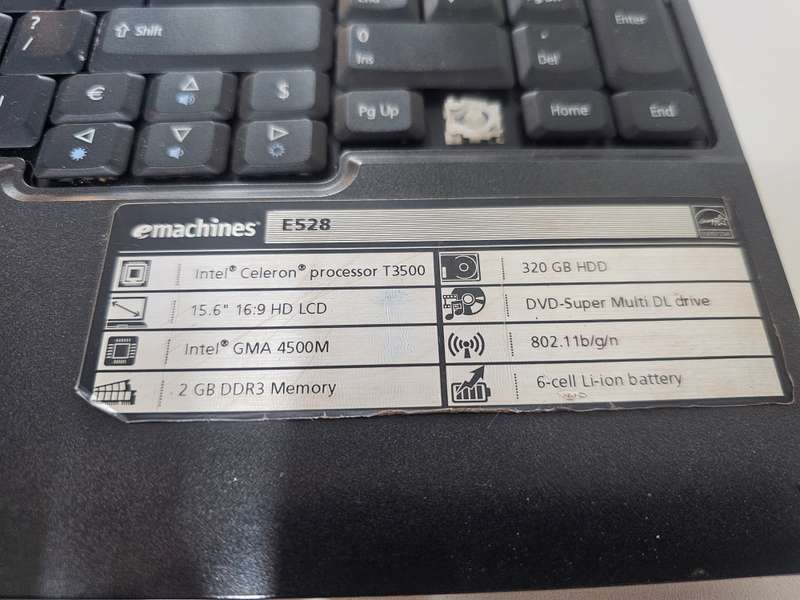 ?
/
Shift
0
Ins
Del
Enter
€
$
Pg Up
Home
End
emachines E528
Intel® Celeron® processor T3500
320 GB HDD
15.6" 16:9 HD LCD
DVD-Super Multi DL drive
Intel® GMA 4500M
802.11b/g/n
2 GB DDR3 Memory
6-cell Li-ion battery